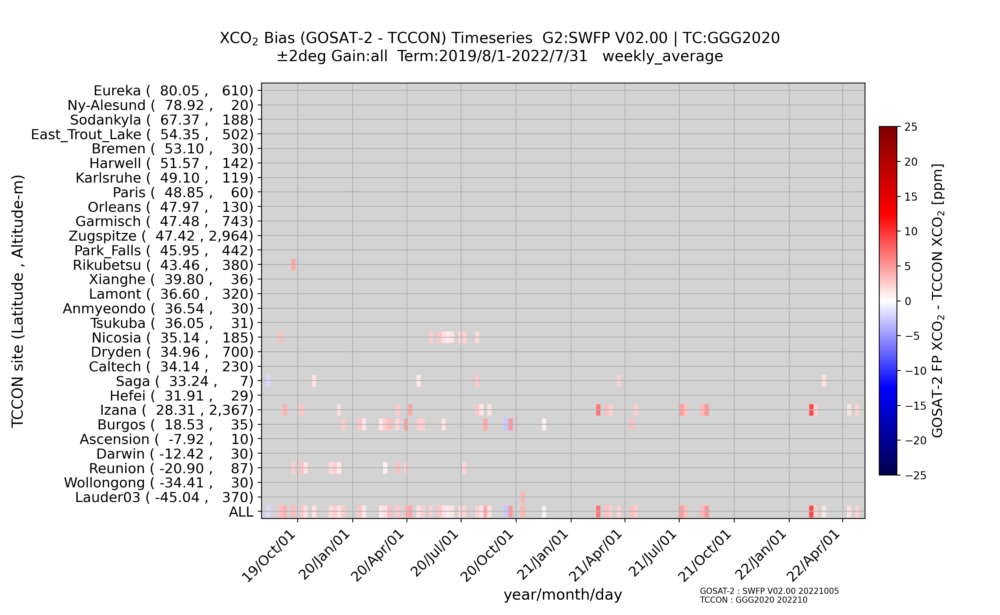 XCO₂ Bias (GOSAT-2 - TCCON) Timeseries  G2:SWFP V02.00 | TC:GGG2020
±2deg Gain:all  Term:2019/8/1-2022/7/31   weekly_average
TCCON site (Latitude , Altitude-m)
Eureka (  80.05 ,   610)
Ny-Alesund (  78.92 ,    20)
Sodankyla (  67.37 ,   188)
East_Trout_Lake (  54.35 ,   502)
Bremen (  53.10 ,    30)
Harwell (  51.57 ,   142)
Karlsruhe (  49.10 ,   119)
Paris (  48.85 ,    60)
Orleans (  47.97 ,   130)
Garmisch (  47.48 ,   743)
Zugspitze (  47.42 , 2,964)
Park_Falls (  45.95 ,   442)
Rikubetsu (  43.46 ,   380)
Xianghe (  39.80 ,    36)
Lamont (  36.60 ,   320)
Anmyeondo (  36.54 ,    30)
Tsukuba (  36.05 ,    31)
Nicosia (  35.14 ,   185)
Dryden (  34.96 ,   700)
Caltech (  34.14 ,   230)
Saga (  33.24 ,     7)
Hefei (  31.91 ,    29)
Izana (  28.31 , 2,367)
Burgos (  18.53 ,    35)
Ascension (  -7.92 ,    10)
Darwin ( -12.42 ,    30)
Reunion ( -20.90 ,    87)
Wollongong ( -34.41 ,    30)
Lauder03 ( -45.04 ,   370)
ALL
19/Oct/01
20/Jan/01
20/Apr/01
20/Jul/01
20/Oct/01
21/Jan/01
21/Apr/01
21/Jul/01
21/Oct/01
22/Jan/01
22/Apr/01
year/month/day
25
20
15
10
5
0
−5
−10
−15
−20
−25
GOSAT-2 FP XCO₂ - TCCON XCO₂ [ppm]
GOSAT-2 : SWFP V02.00 20221005
TCCON : GGG2020 202210